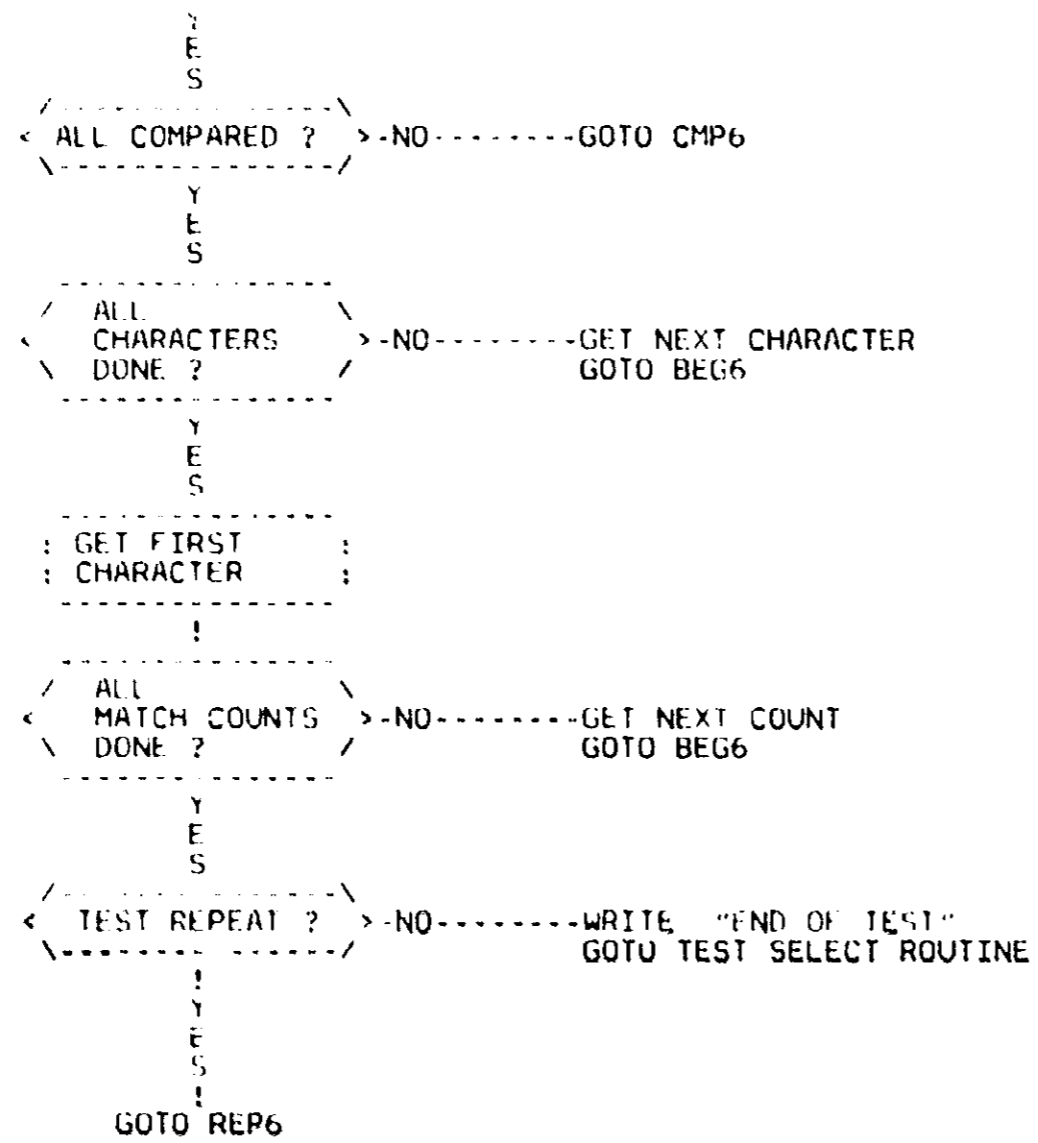 Y
E
S
/- - - - - - - - - - - - - - -\
< ALL COMPARED ? >-NO--------GOTO CMP6
\- - - - - - - - - - - - - - -/
Y
E
S
- - - - - - - - - - - - - - -
/ ALL \
< CHARACTERS >-NO--------GET NEXT CHARACTER
\ DONE ? / GOTO BEG6
- - - - - - - - - - - - - - -
Y
E
S
- - - - - - - - - - - - - - -
: GET FIRST :
: CHARACTER :
- - - - - - - - - - - - - - -
!
- - - - - - - - - - - - - - -
/ ALL \
< MATCH COUNTS >-NO--------GET NEXT COUNT
\ DONE ? / GOTO BEG6
- - - - - - - - - - - - - - -
Y
E
S
/- - - - - - - - - - - - - - -\
< TEST REPEAT ? >-NO--------WRITE "END OF TEST"
\- - - - - - - - - - - - - - -/ GOTO TEST SELECT ROUTINE
!
Y
E
S
!
GOTO REP6